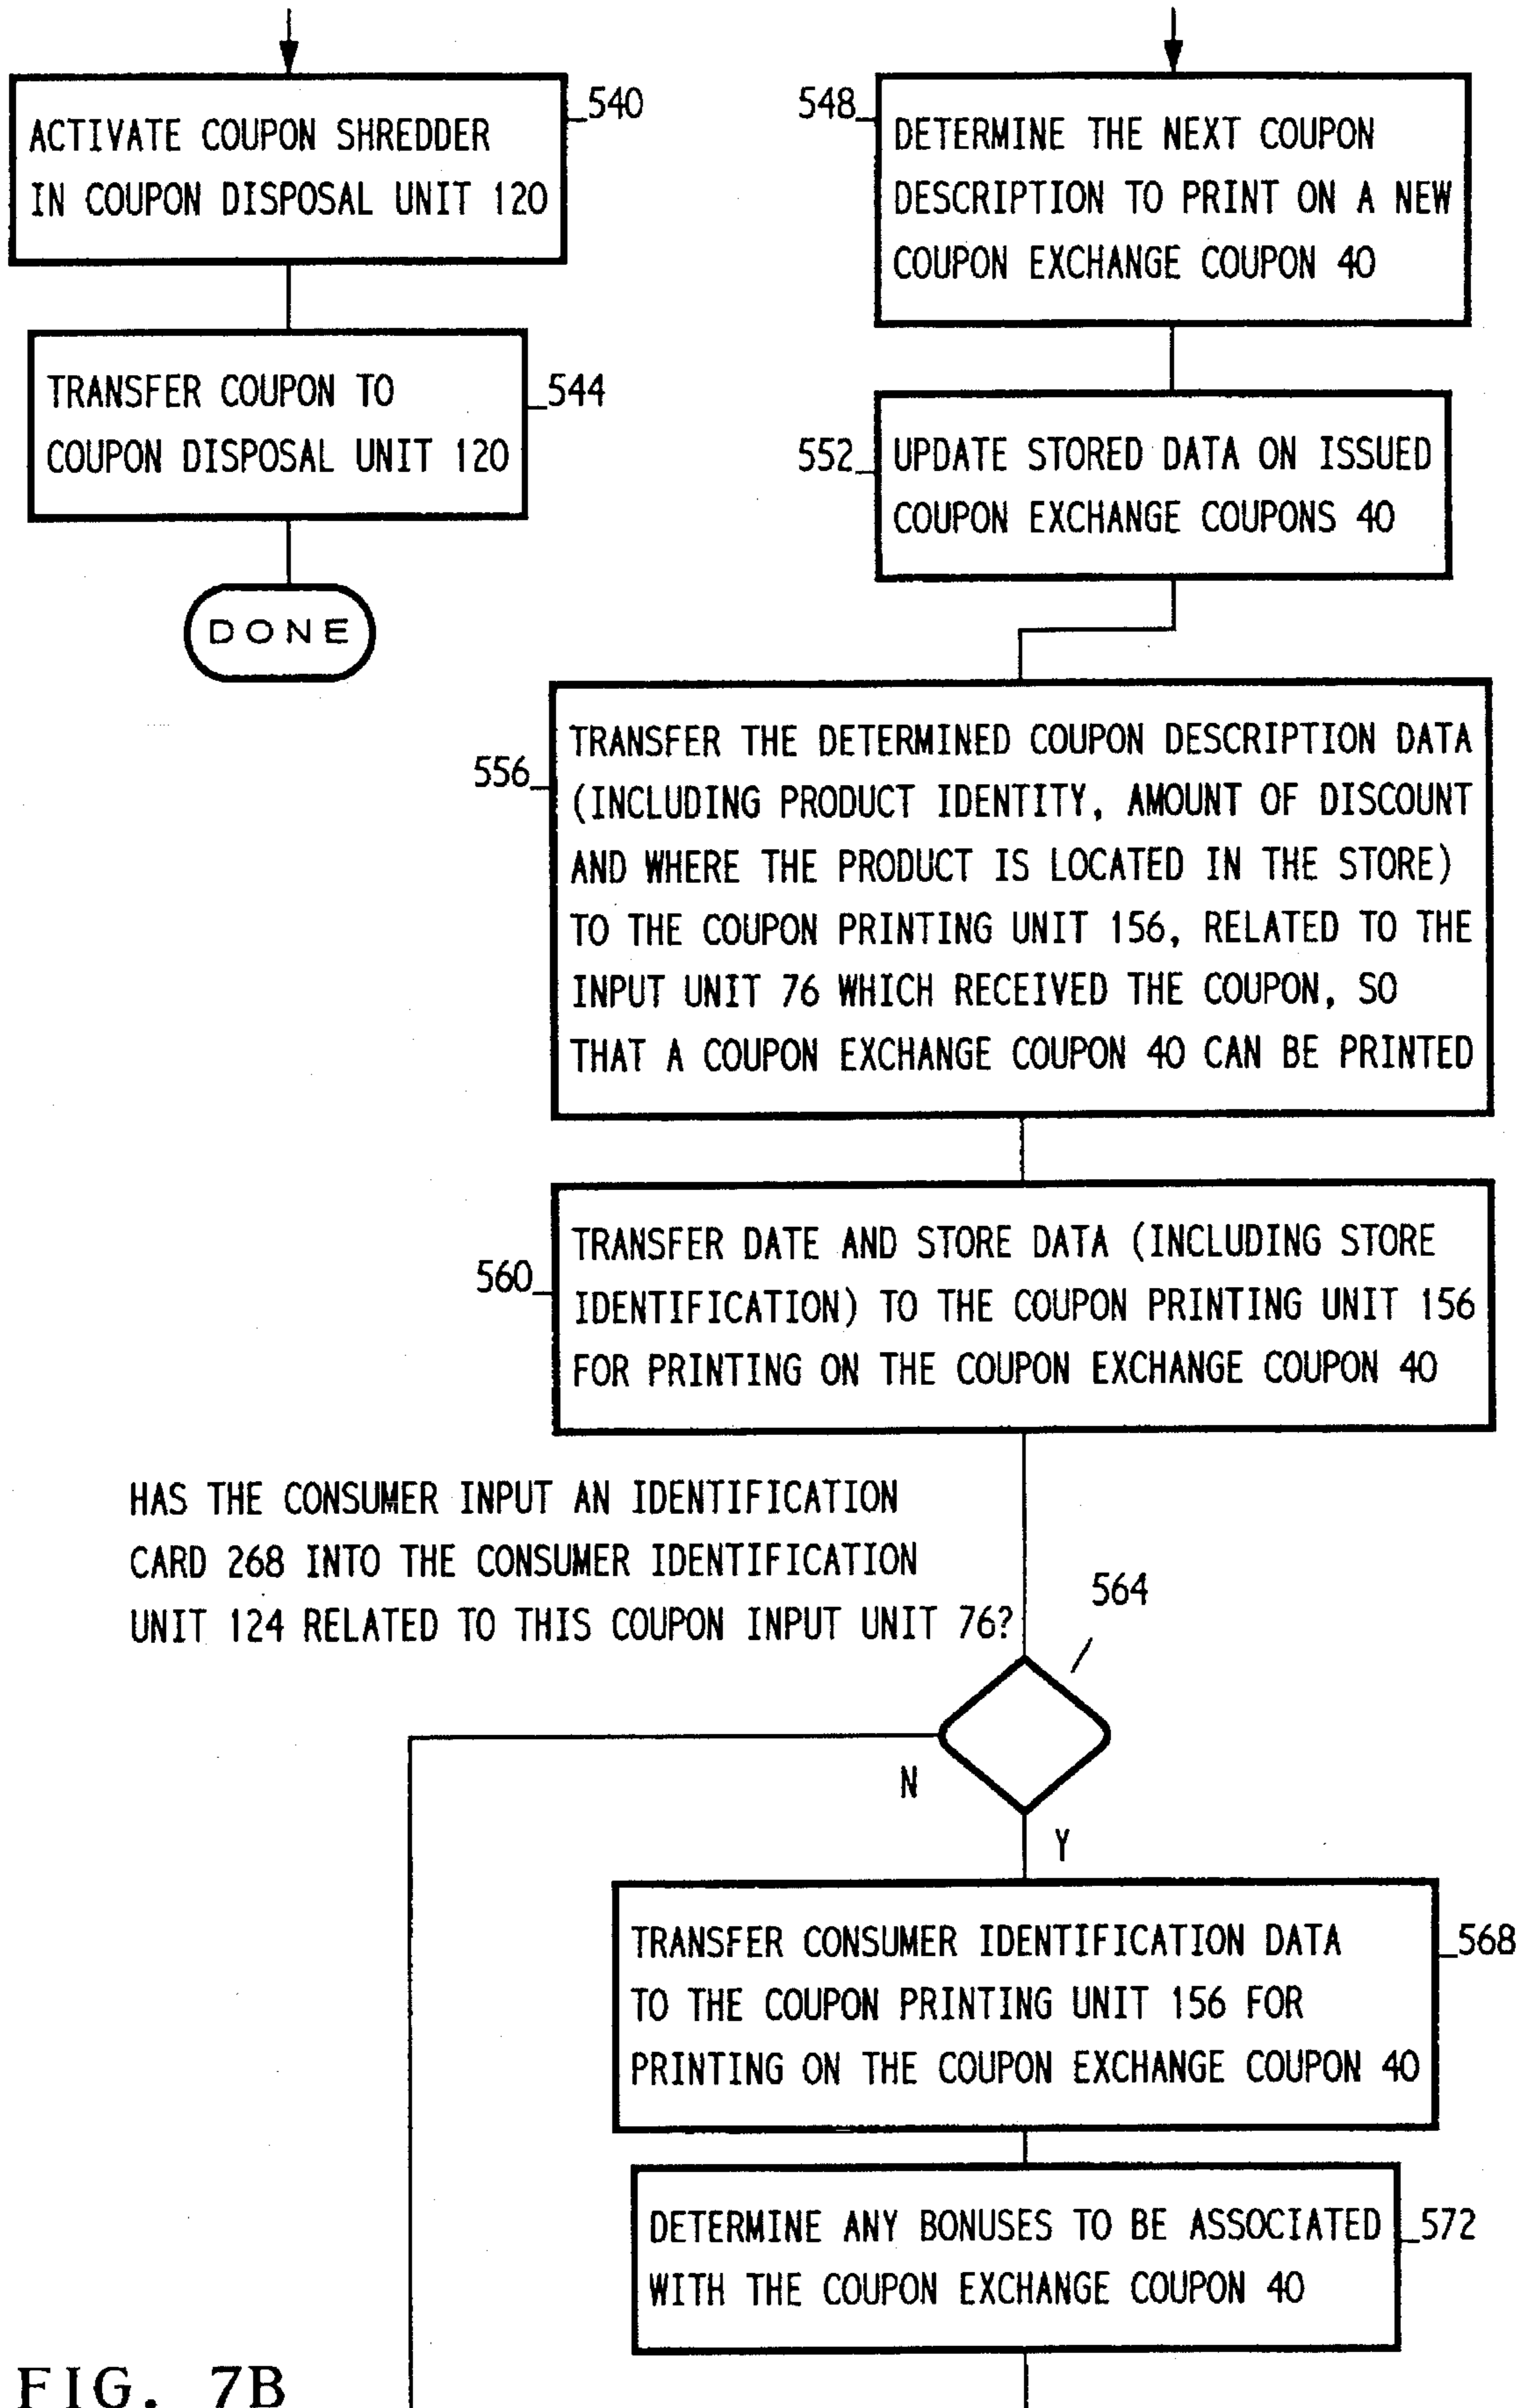 ACTIVATE COUPON SHREDDER
IN COUPON DISPOSAL UNIT 120
540
TRANSFER COUPON TO
COUPON DISPOSAL UNIT 120
544
DONE
548
DETERMINE THE NEXT COUPON
DESCRIPTION TO PRINT ON A NEW
COUPON EXCHANGE COUPON 40
552
UPDATE STORED DATA ON ISSUED
COUPON EXCHANGE COUPONS 40
556
TRANSFER THE DETERMINED COUPON DESCRIPTION DATA
(INCLUDING PRODUCT IDENTITY, AMOUNT OF DISCOUNT
AND WHERE THE PRODUCT IS LOCATED IN THE STORE)
TO THE COUPON PRINTING UNIT 156, RELATED TO THE
INPUT UNIT 76 WHICH RECEIVED THE COUPON, SO
THAT A COUPON EXCHANGE COUPON 40 CAN BE PRINTED
560
TRANSFER DATE AND STORE DATA (INCLUDING STORE
IDENTIFICATION) TO THE COUPON PRINTING UNIT 156
FOR PRINTING ON THE COUPON EXCHANGE COUPON 40
HAS THE CONSUMER INPUT AN IDENTIFICATION
CARD 268 INTO THE CONSUMER IDENTIFICATION
UNIT 124 RELATED TO THIS COUPON INPUT UNIT 76?
564
N
Y
TRANSFER CONSUMER IDENTIFICATION DATA
TO THE COUPON PRINTING UNIT 156 FOR
PRINTING ON THE COUPON EXCHANGE COUPON 40
568
DETERMINE ANY BONUSES TO BE ASSOCIATED
WITH THE COUPON EXCHANGE COUPON 40
572
FIG. 7B